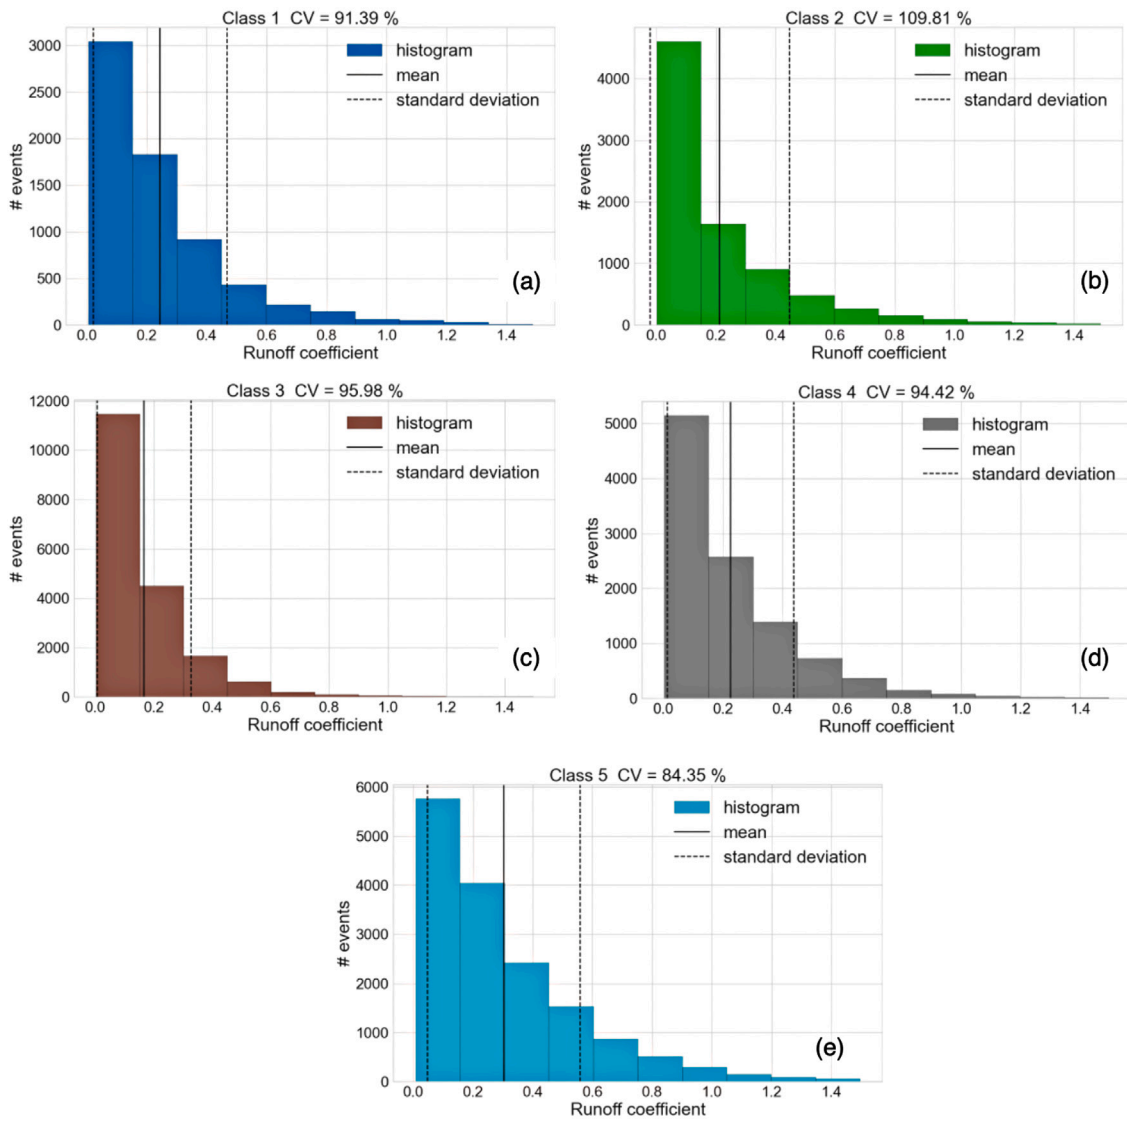 Class 1 CV = 91.39 %
3000
2500
2000
1500
1000
500
0
# events
histogram
mean
standard deviation
(a)
0.0 0.2 0.4 0.6 0.8 1.0 1.2 1.4
Runoff coefficient
Class 2 CV = 109.81 %
4000
3000
2000
1000
0
# events
histogram
mean
standard deviation
(b)
0.0 0.2 0.4 0.6 0.8 1.0 1.2 1.4
Runoff coefficient
Class 3 CV = 95.98 %
12000
10000
8000
6000
4000
2000
0
# events
histogram
mean
standard deviation
(c)
0.0 0.2 0.4 0.6 0.8 1.0 1.2 1.4
Runoff coefficient
Class 4 CV = 94.42 %
5000
4000
3000
2000
1000
0
# events
histogram
mean
standard deviation
(d)
0.0 0.2 0.4 0.6 0.8 1.0 1.2 1.4
Runoff coefficient
Class 5 CV = 84.35 %
6000
5000
4000
3000
2000
1000
0
# events
histogram
mean
standard deviation
(e)
0.0 0.2 0.4 0.6 0.8 1.0 1.2 1.4
Runoff coefficient